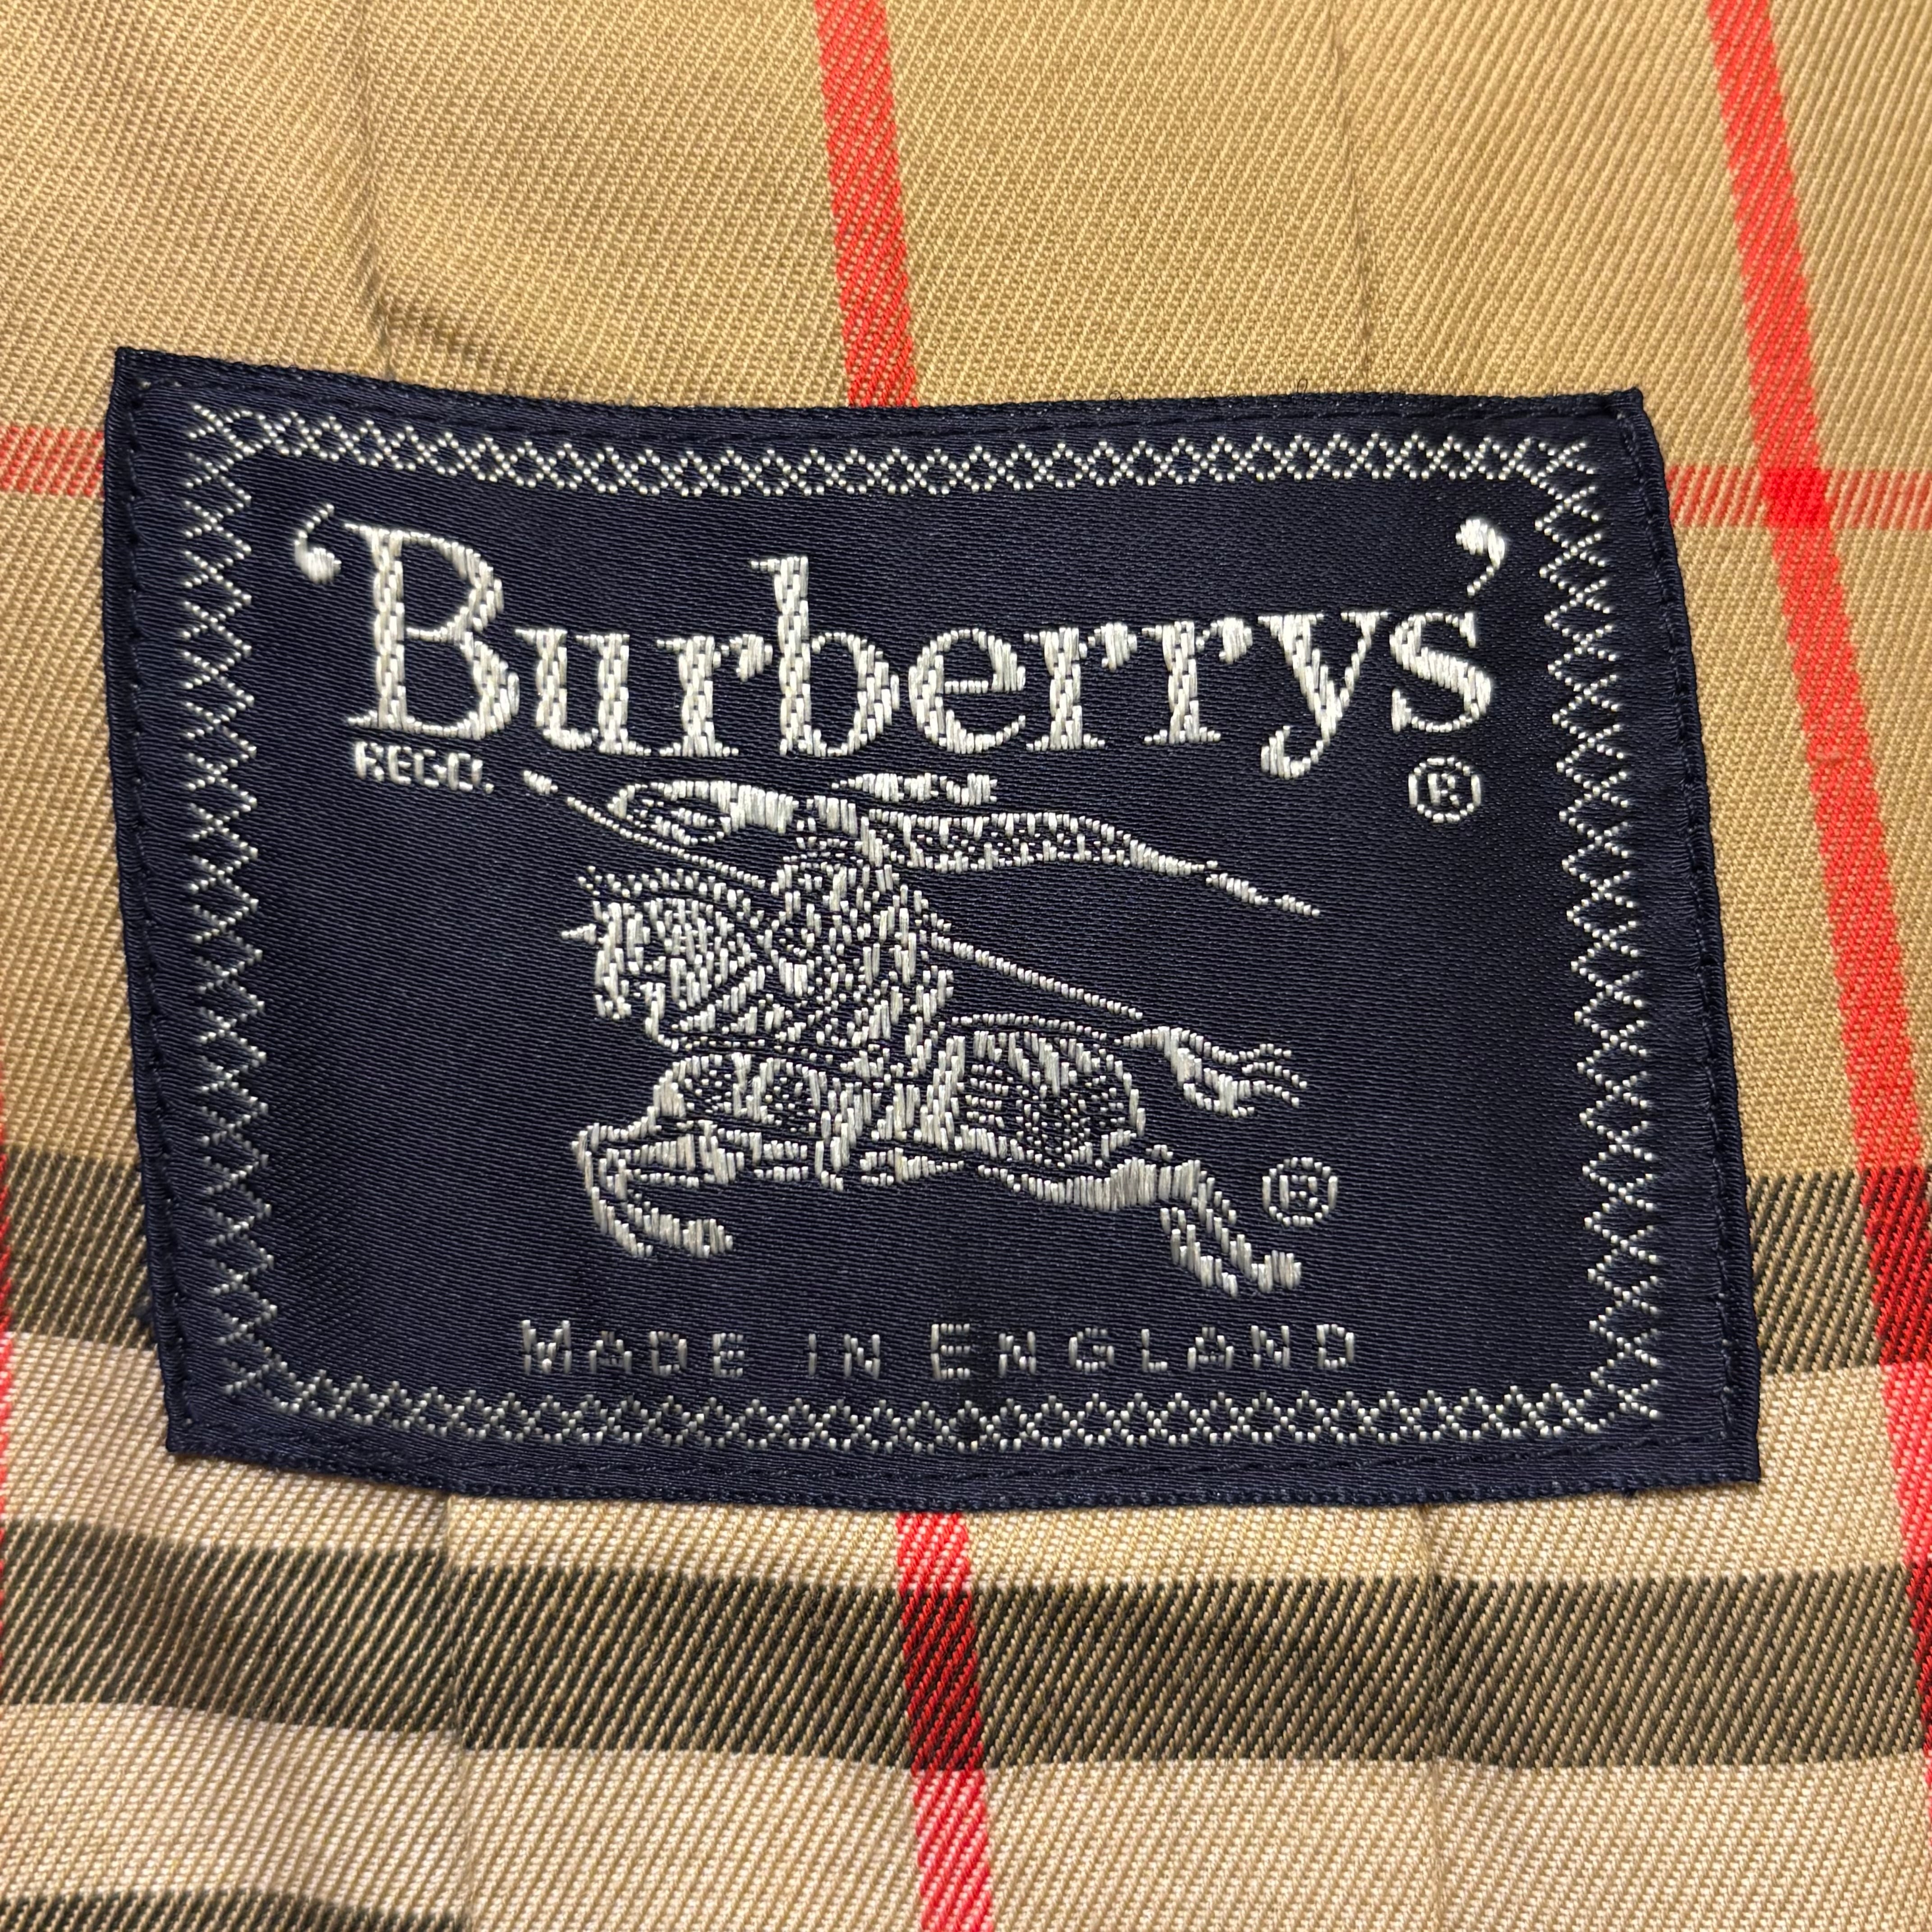 ‘Burberrys’
REGD. ®
®
MADE IN ENGLAND